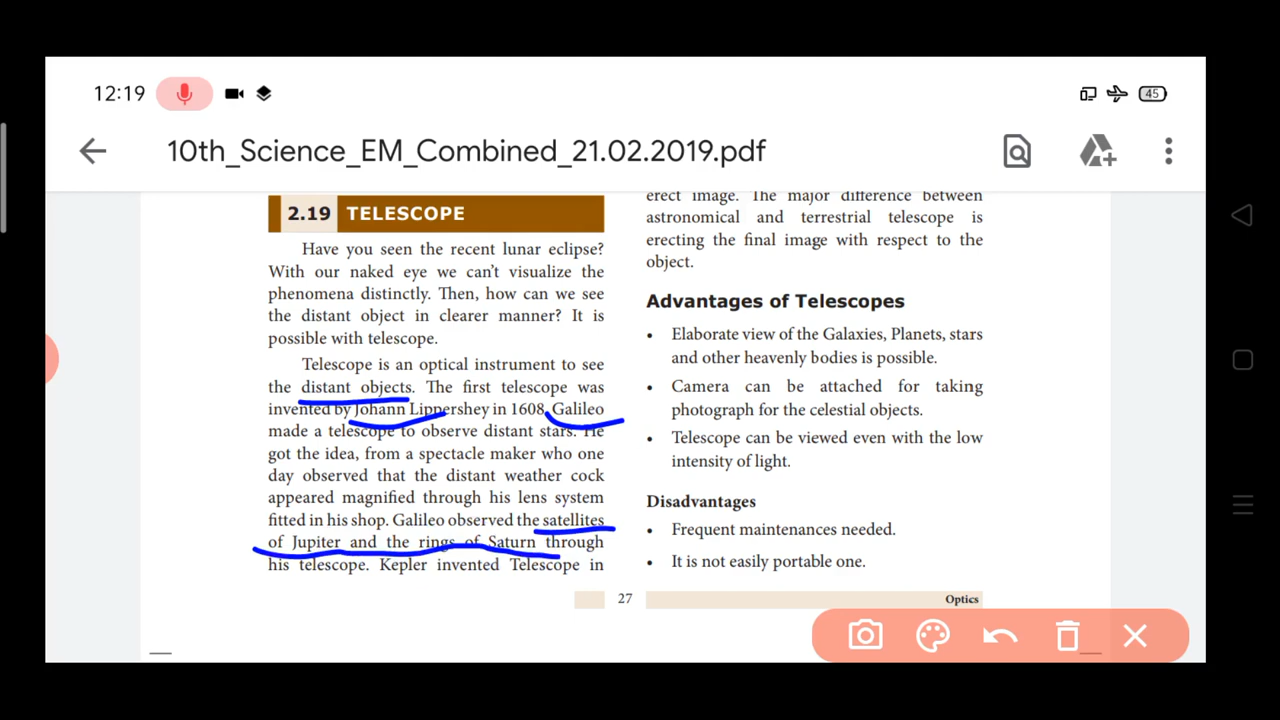 12:19
45
10th_Science_EM_Combined_21.02.2019.pdf
2.19 TELESCOPE
Have you seen the recent lunar eclipse?
With our naked eye we can't visualize the
phenomena distinctly. Then, how can we see
the distant object in clearer manner? It is
possible with telescope.
Telescope is an optical instrument to see
the distant objects. The first telescope was
invented by Johann Lippershey in 1608. Galileo
made a telescope to observe distant stars. He
got the idea, from a spectacle maker who one
day observed that the distant weather cock
appeared magnified through his lens system
fitted in his shop. Galileo observed the satellites
of Jupiter and the rings of Saturn through
his telescope. Kepler invented Telescope in
erect image. The major difference between
astronomical and terrestrial telescope is
erecting the final image with respect to the
object.
Advantages of Telescopes
• Elaborate view of the Galaxies, Planets, stars
and other heavenly bodies is possible.
• Camera can be attached for taking
photograph for the celestial objects.
• Telescope can be viewed even with the low
intensity of light.
Disadvantages
• Frequent maintenances needed.
• It is not easily portable one.
27 Optics